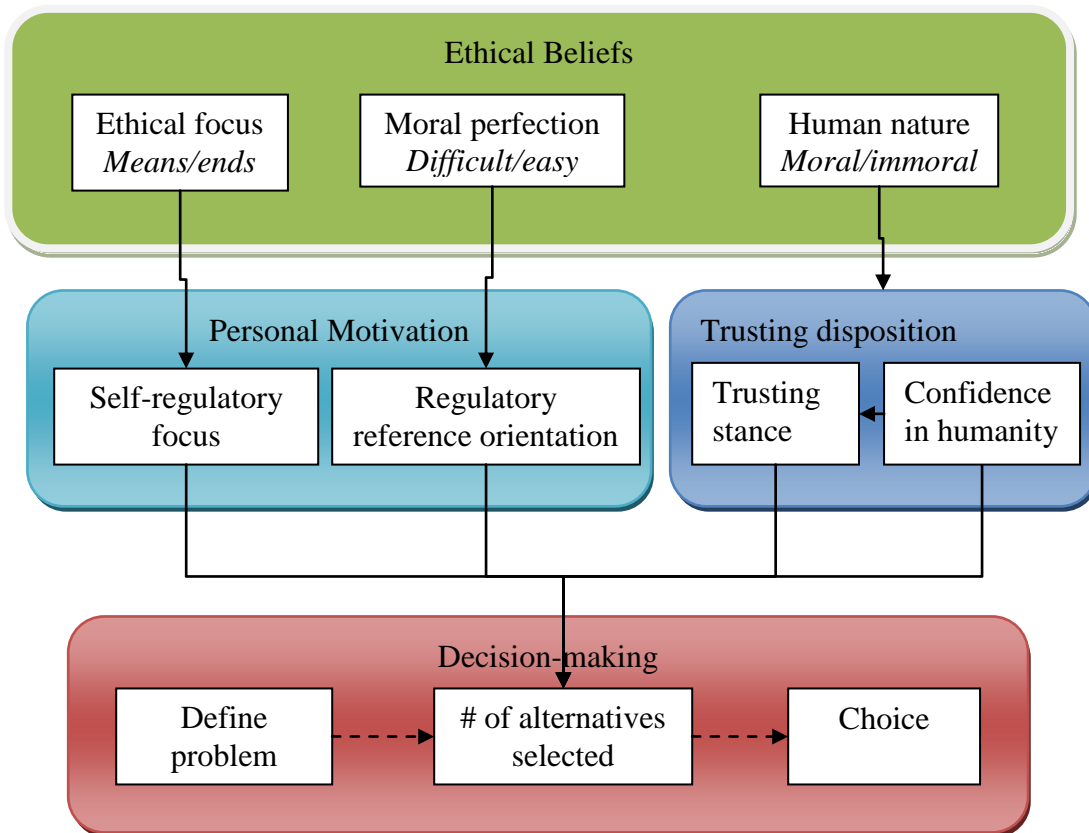 Ethical Beliefs
Ethical focus
Means/ends
Moral perfection
Difficult/easy
Human nature
Moral/immoral
Personal Motivation
Self-regulatory
focus
Regulatory
reference orientation
Trusting disposition
Trusting
stance
Confidence
in humanity
Decision-making
Define
problem
# of alternatives
selected
Choice